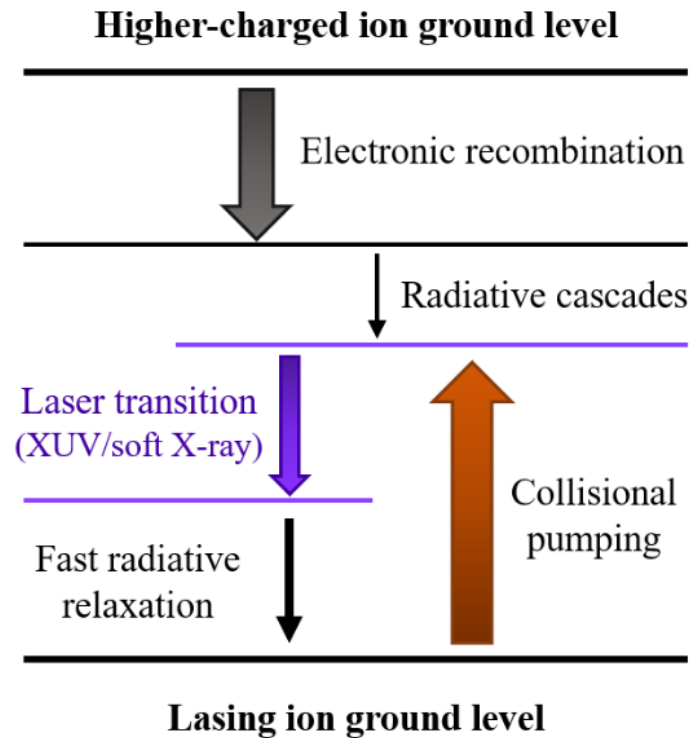 Higher-charged ion ground level
Electronic recombination
Radiative cascades
Laser transition
(XUV/soft X-ray)
Collisional
pumping
Fast radiative
relaxation
Lasing ion ground level